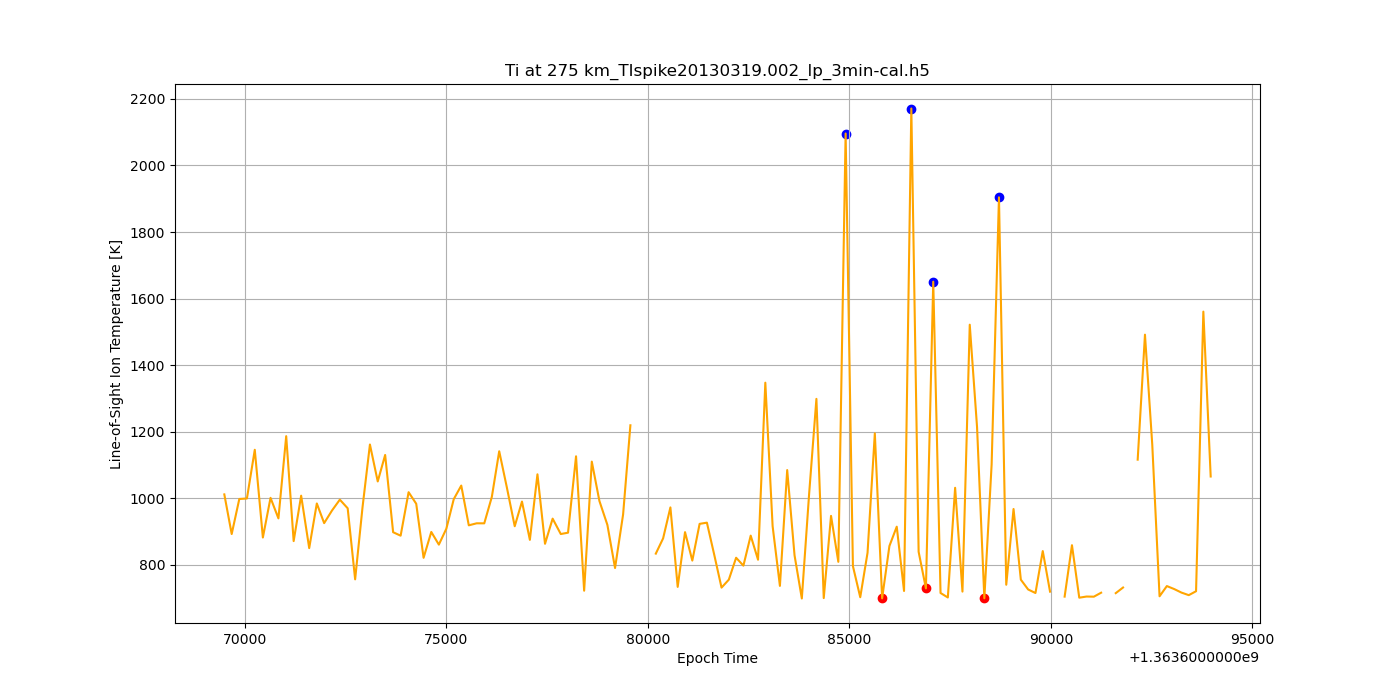 Ti at 275 km_TIspike20130319.002_lp_3min-cal.h5
Line-of-Sight Ion Temperature [K]
2200
2000
1800
1600
1400
1200
1000
800
70000 75000 80000 85000 90000 95000
Epoch Time
+1.3636000000e9